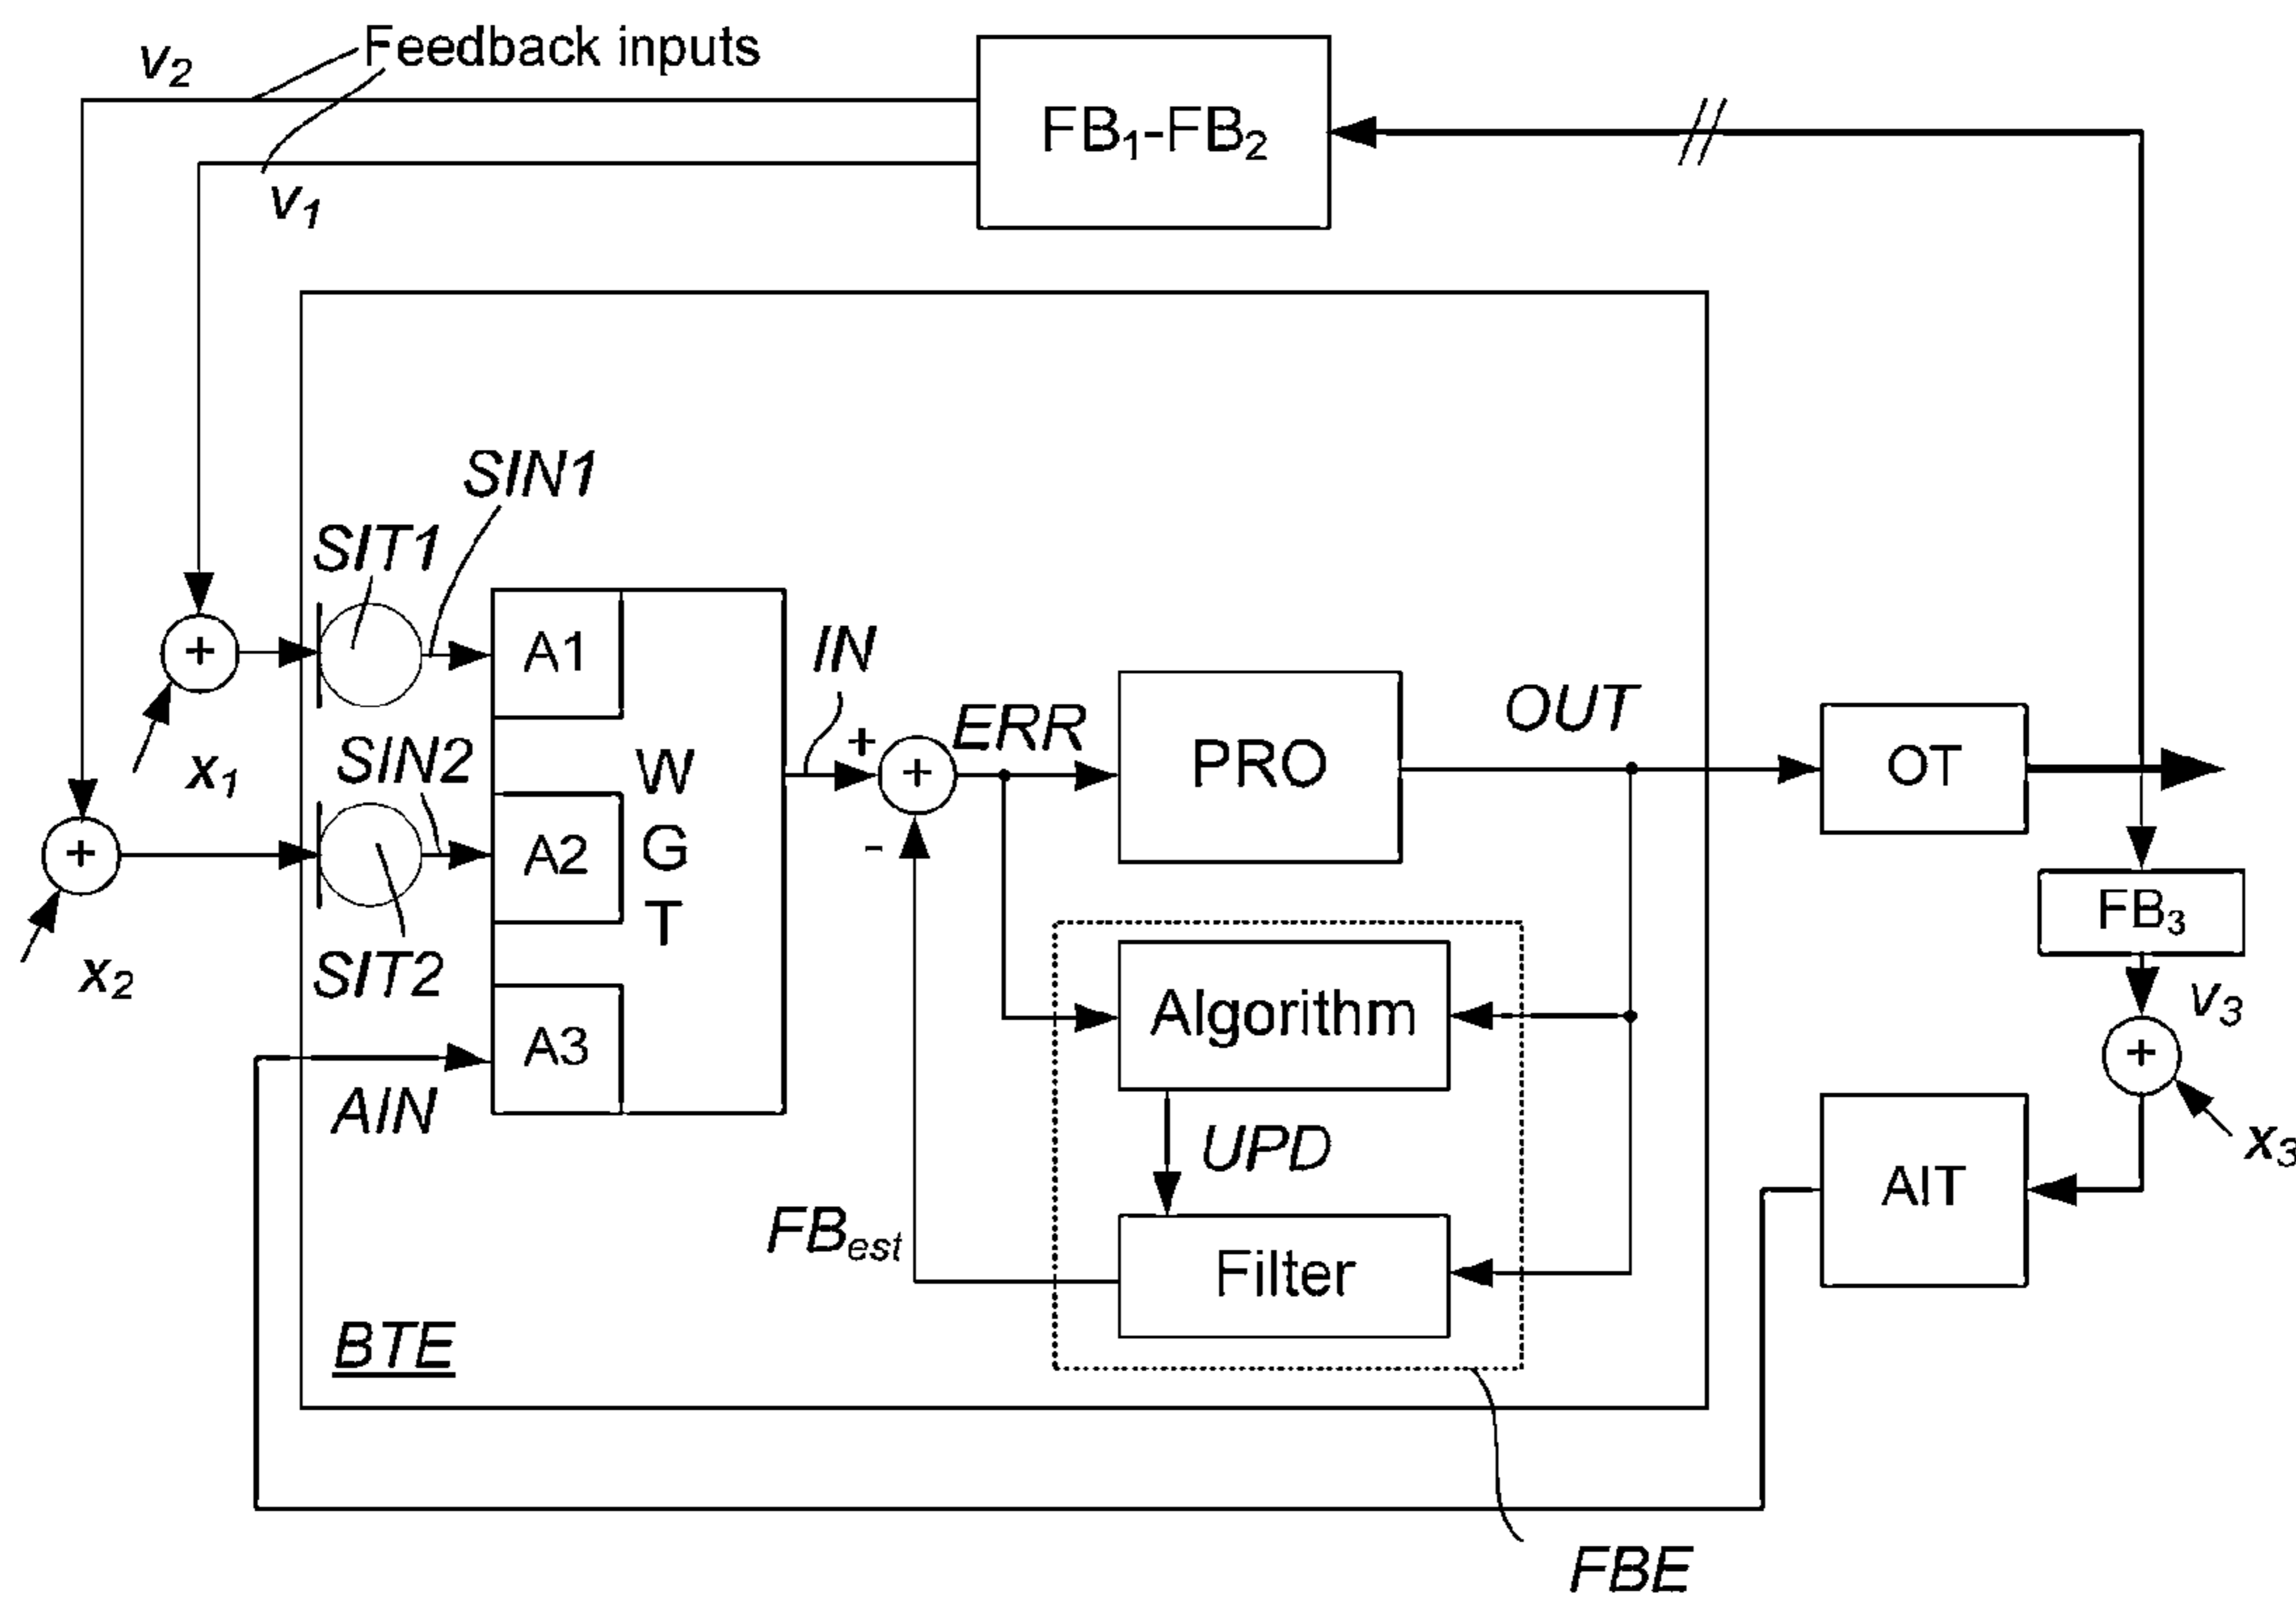 Feedback inputs
v2
v1
FB1-FB2
SIN1
SIT1
A1
+
IN
x1
SIN2
W
G
T
+
+
ERR
PRO
OUT
OT
+
A2
-
FB3
x2
SIT2
Algorithm
v3
A3
+
AIN
UPD
x3
AIT
FBest
Filter
BTE
FBE